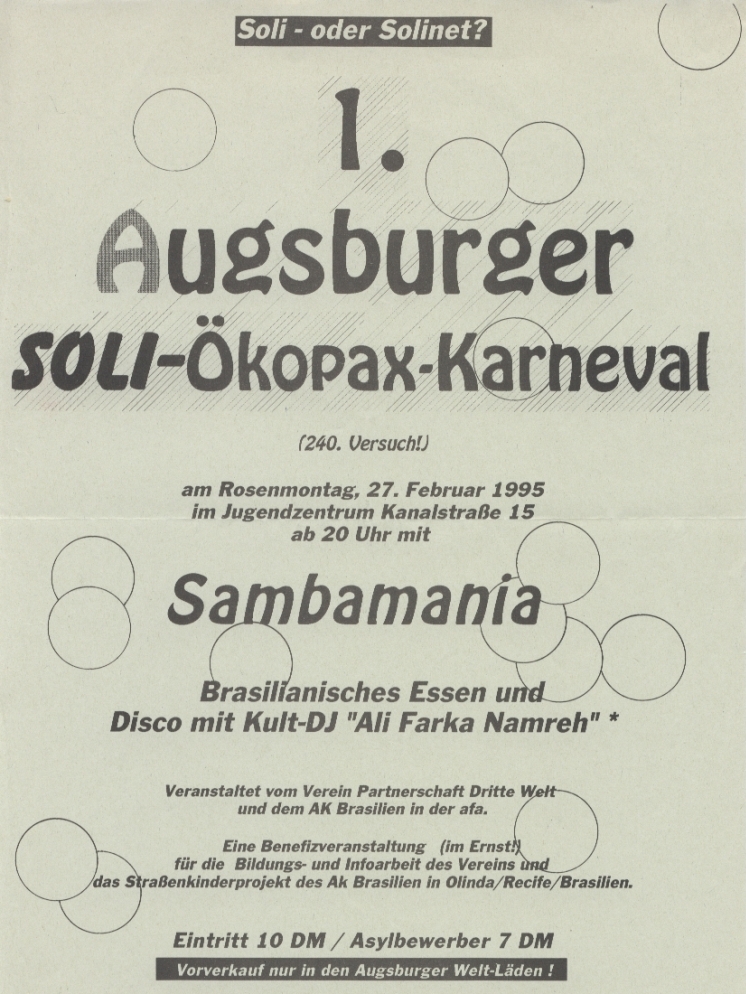 Soli - oder Solinet?
1.
Augsburger
SOLI-Ökopax-Karneval
(240. Versuch!)
am Rosenmontag, 27. Februar 1995
im Jugendzentrum Kanalstraße 15
ab 20 Uhr mit
Sambamania
Brasilianisches Essen und
Disco mit Kult-DJ "Ali Farka Namreh" *
Veranstaltet vom Verein Partnerschaft Dritte Welt
und dem AK Brasilien in der afa.
Eine Benefizveranstaltung (im Ernst!)
für die Bildungs- und Infoarbeit des Vereins und
das Straßenkinderprojekt des Ak Brasilien in Olinda/Recife/Brasilien.
Eintritt 10 DM / Asylbewerber 7 DM
Vorverkauf nur in den Augsburger Welt-Läden !